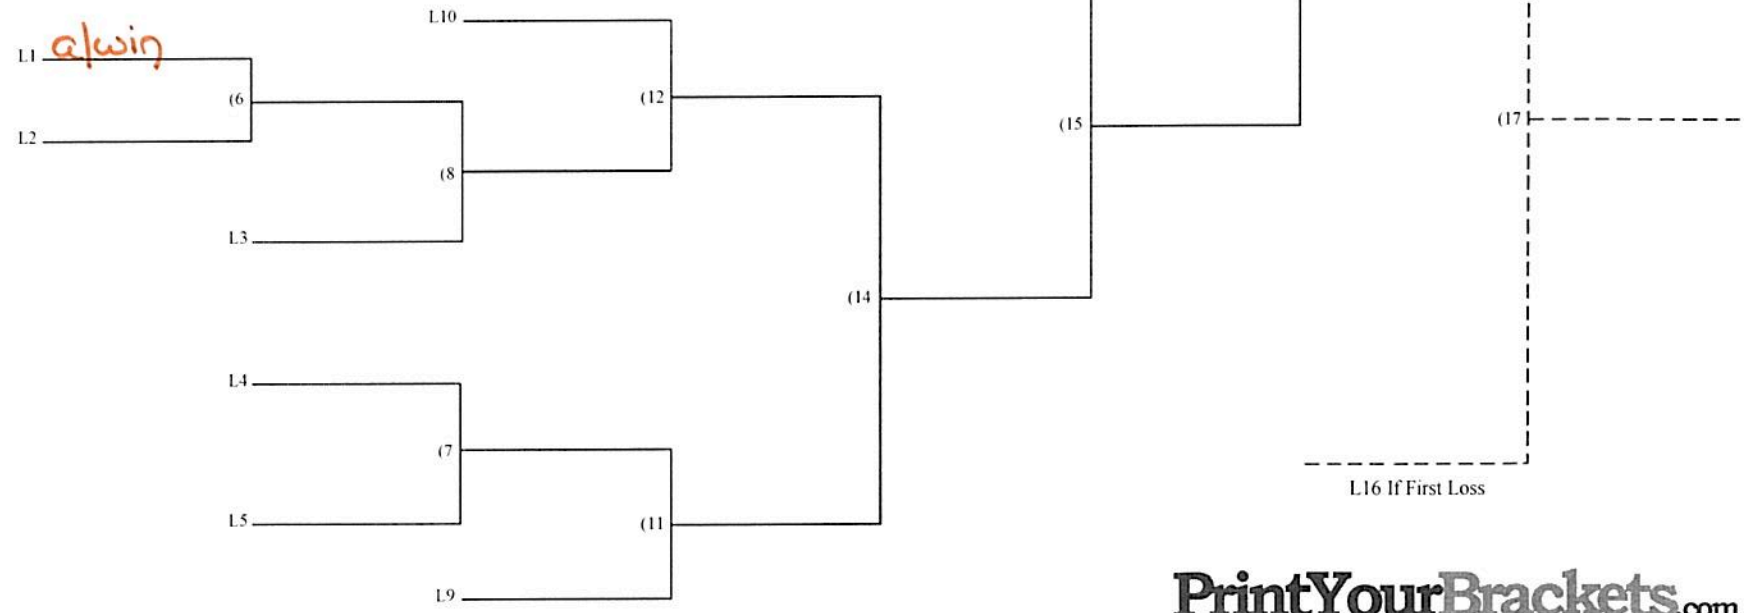 L10
L1 alwin
(6
(12
(15
(17
L2
(8
L3
(14
L4
(7
L16 If First Loss
L5
(11
L9
PrintYourBrackets.com